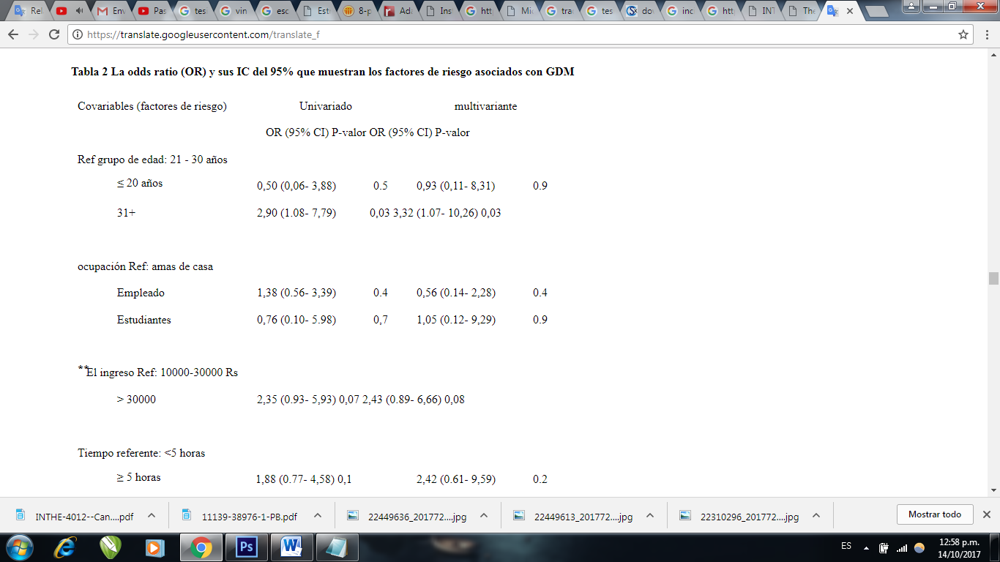 Rel
Em
Pas
tes
vin
esc
Est
8-p
Ad
Ins
htt
Mic
tra
tes
do
inc
htt
INT
The
https://translate.googleusercontent.com/translate_f
Tabla 2 La odds ratio (OR) y sus IC del 95% que muestran los factores de riesgo asociados con GDM
Covariables (factores de riesgo) Univariado multivariante
OR (95% CI) P-valor OR (95% CI) P-valor
Ref grupo de edad: 21 - 30 años
≤ 20 años 0,50 (0,06- 3,88) 0.5 0,93 (0,11- 8,31) 0.9
31+ 2,90 (1.08- 7,79) 0,03 3,32 (1.07- 10,26) 0,03
ocupación Ref: amas de casa
Empleado 1,38 (0.56- 3,39) 0.4 0,56 (0.14- 2,28) 0.4
Estudiantes 0,76 (0.10- 5.98) 0,7 1,05 (0.12- 9,29) 0.9
**El ingreso Ref: 10000-30000 Rs
> 30000 2,35 (0.93- 5,93) 0,07 2,43 (0.89- 6,66) 0,08
Tiempo referente: <5 horas
≥ 5 horas 1,88 (0.77- 4,58) 0,1 2,42 (0.61- 9,59) 0.2
INTHE-4012--Can....pdf
11139-38976-1-PB.pdf
22449636_201772....jpg
22449613_201772....jpg
22310296_201772....jpg
Mostrar todo
Ps
W
ES
12:58 p.m.
14/10/2017